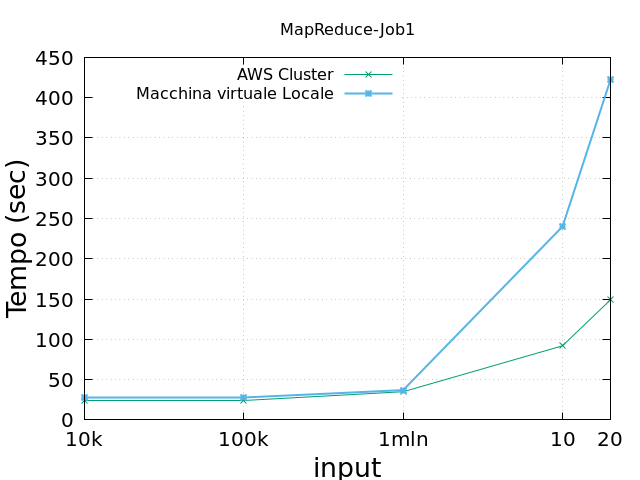 MapReduce-Job1
AWS Cluster
Macchina virtuale Locale
450
400
350
300
250
200
150
100
50
0
Tempo (sec)
10k 100k 1mln 10 20
input